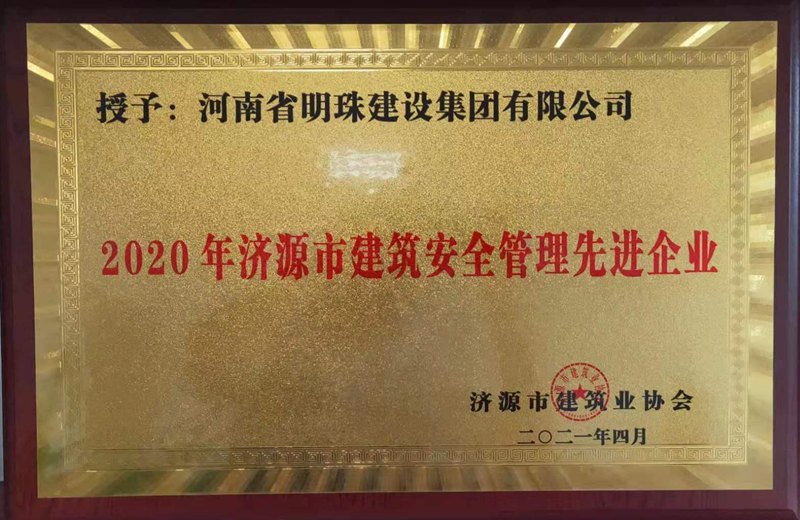 授予：河南省明珠建设集团有限公司
2020年济源市建筑安全管理先进企业
济源市建筑业协会
二〇二一年四月